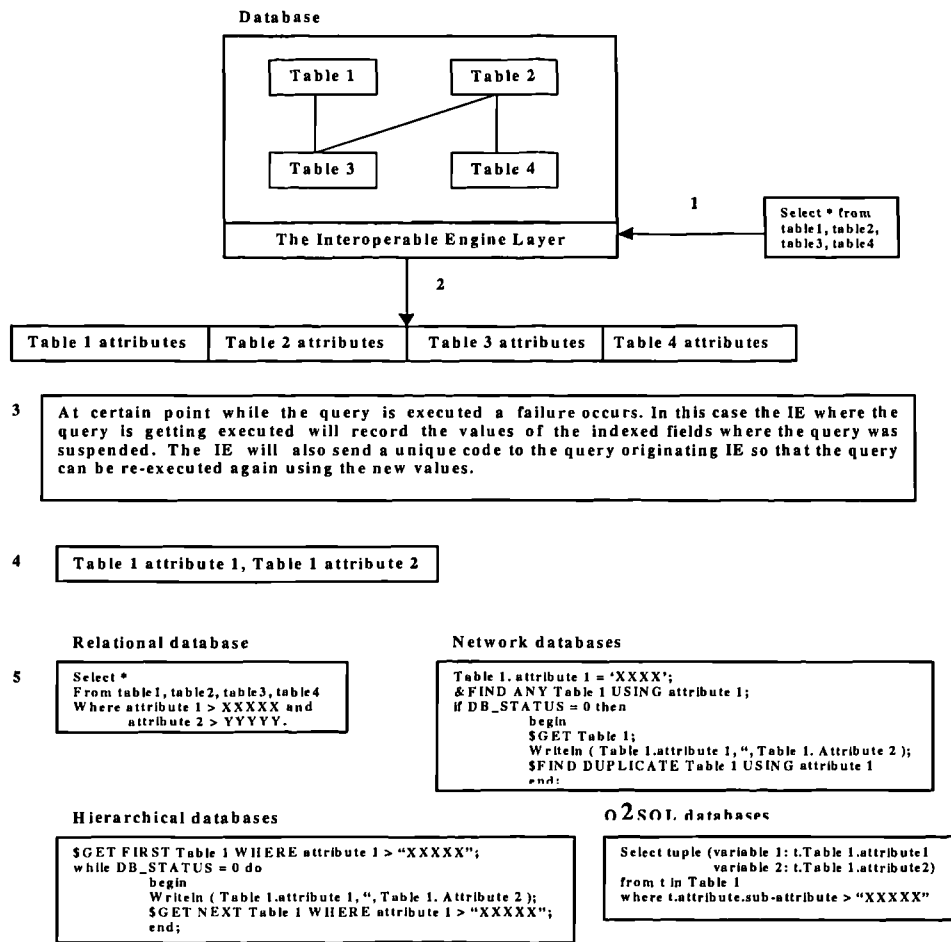 Database
Table 1
Table 2
Table 3
Table 4
The Interoperable Engine Layer
1
Select * from
table1, table2,
table3, table4
2
Table 1 attributes
Table 2 attributes
Table 3 attributes
Table 4 attributes
3
At certain point while the query is executed a failure occurs. In this case the IE where the
query is getting executed will record the values of the indexed fields where the query was
suspended. The IE will also send a unique code to the query originating IE so that the query
can be re-executed again using the new values.
4
Table 1 attribute 1, Table 1 attribute 2
Relational database
5
Select *
From table1, table2, table3, table4
Where attribute 1 > XXXXX and
attribute 2 > YYYYY.
Network databases
Table 1. attribute 1 = ‘XXXX’;
&FIND ANY Table 1 USING attribute 1;
if DB_STATUS = 0 then
begin
$GET Table 1;
Writeln ( Table 1.attribute 1, “, Table 1. Attribute 2 );
$FIND DUPLICATE Table 1 USING attribute 1
end;
Hierarchical databases
$GET FIRST Table 1 WHERE attribute 1 > “XXXXX”;
while DB_STATUS = 0 do
begin
Writeln ( Table 1.attribute 1, “, Table 1. Attribute 2 );
$GET NEXT Table 1 WHERE attribute 1 > “XXXXX”;
end;
O2SQL databases
Select tuple (variable 1: t.Table 1.attribute1
variable 2: t.Table 1.attribute2)
from t in Table 1
where t.attribute.sub-attribute > “XXXXX”